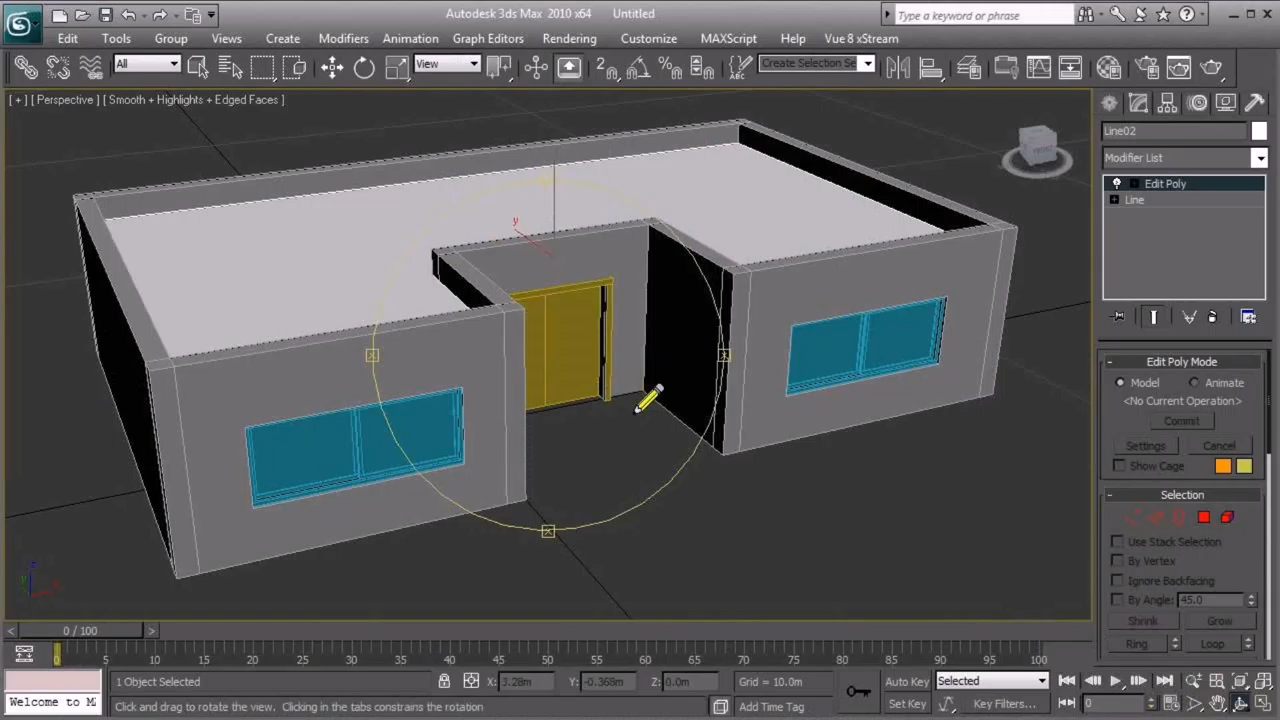 Autodesk 3ds Max 2010 x64 Untitled
Type a keyword or phrase
Edit Tools Group Views Create Modifiers Animation Graph Editors Rendering Customize MAXScript Help Vue 8 xStream
All View Create Selection Se
[ + ] [ Perspective ] [ Smooth + Highlights + Edged Faces ]
Line02
Modifier List
Edit Poly
Line
y
Edit Poly Mode
Model Animate
<No Current Operation>
Commit
Settings Cancel
Show Cage
Selection
Use Stack Selection
By Vertex
Ignore Backfacing
By Angle: 45.0
Shrink Grow
Ring Loop
z
y
x
< 0 / 100 >
0 5 10 15 20 25 30 35 40 45 50 55 60 65 70 75 80 85 90 95 100
1 Object Selected X: 3.28m Y: -0.368m Z: 0.0m Grid = 10.0m Auto Key Selected
Welcome to M Click and drag to rotate the view. Clicking in the tabs constrains the rotation Add Time Tag Set Key Key Filters... 0